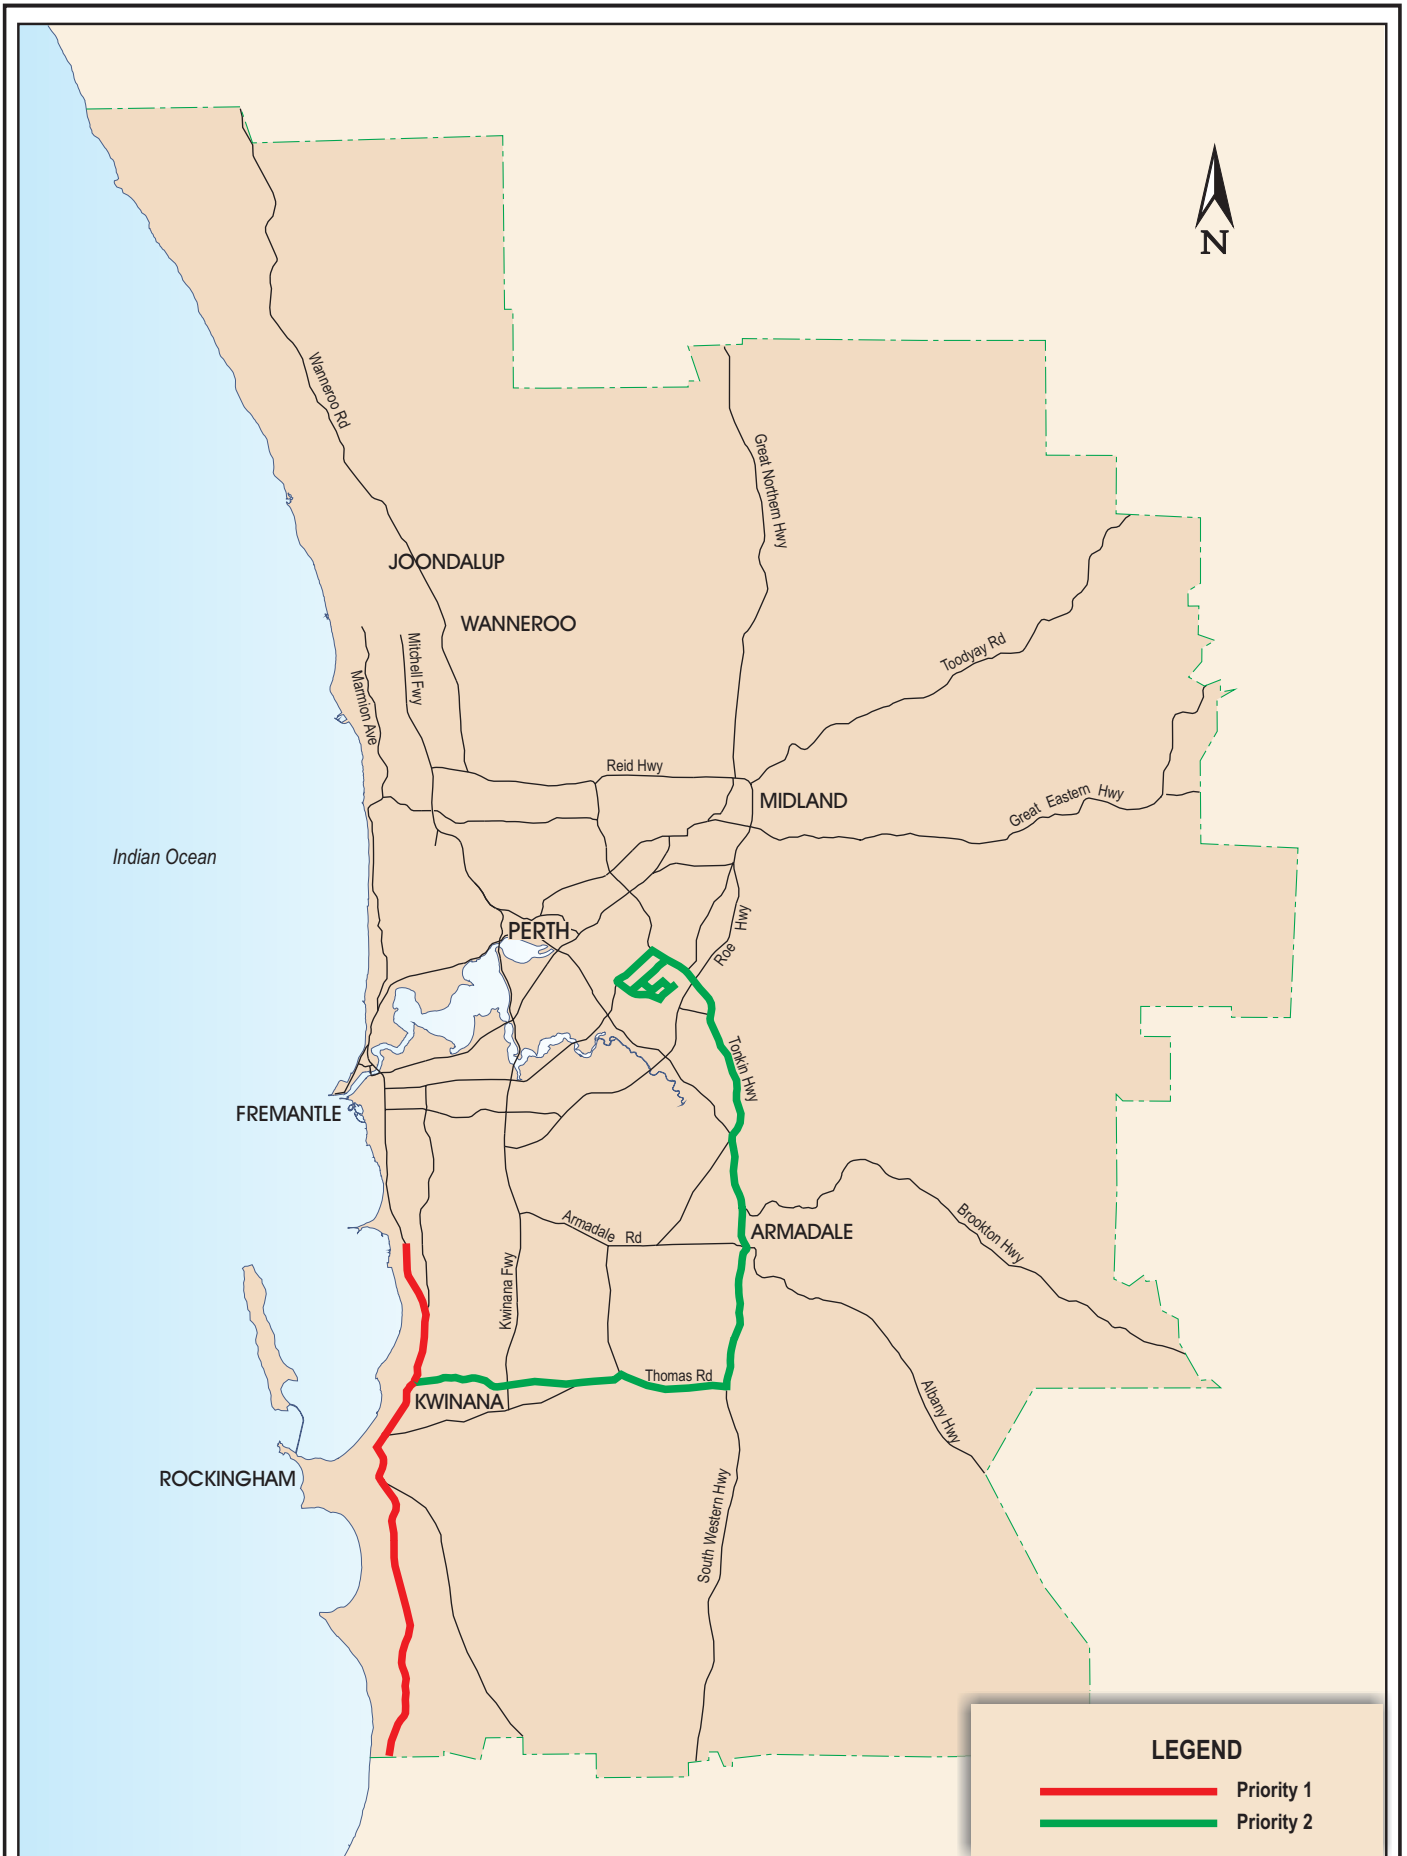 N
Wanneroo Rd
Great Northern Hwy
JOONDALUP
WANNEROO
Mitchell Fwy
Marmion Ave
Toodyay Rd
Reid Hwy
MIDLAND
Great Eastern Hwy
Indian Ocean
PERTH
Roe Hwy
Tonkin Hwy
FREMANTLE
Armadale Rd
ARMADALE
Brookton Hwy
Kwinana Fwy
Thomas Rd
KWINANA
Albany Hwy
ROCKINGHAM
South Western Hwy
LEGEND
Priority 1
Priority 2